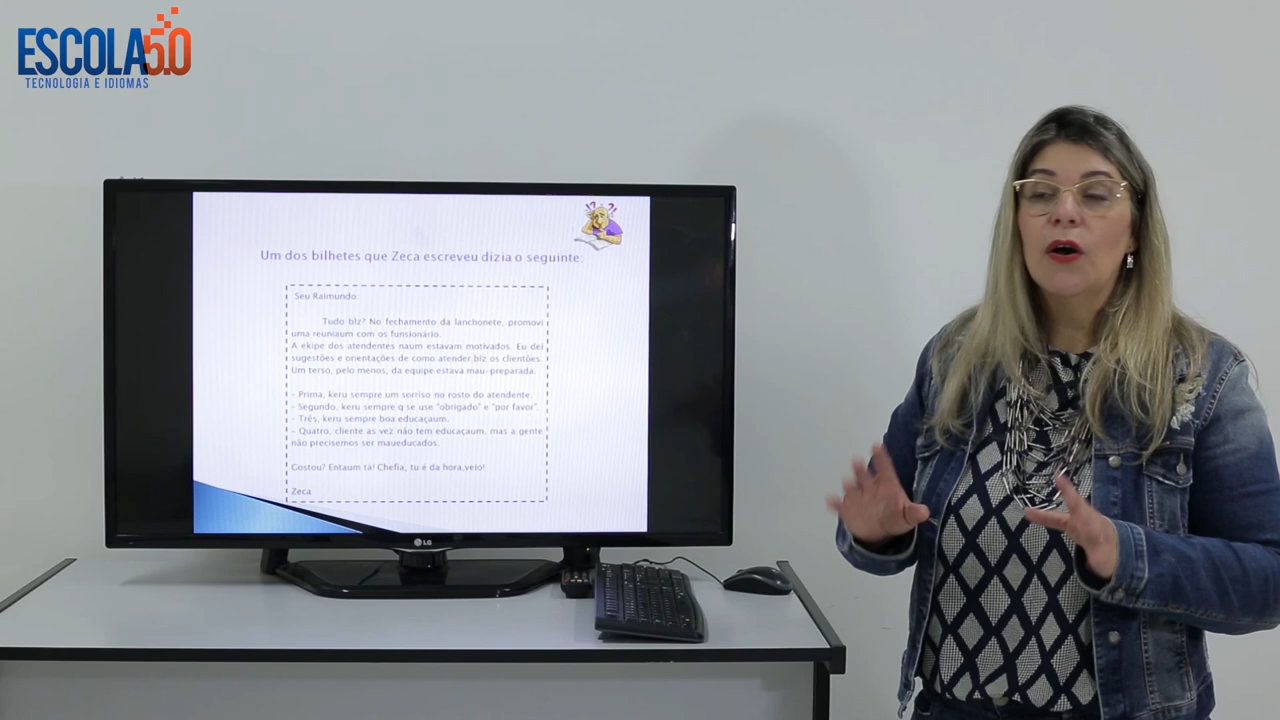 ESCOLA5.0
TECNOLOGIA E IDIOMAS
!? ?!
Um dos bilhetes que Zeca escreveu dizia o seguinte:
Seu Raimundo:
Tudo blz? No fechamento da lanchonete, promovi
uma reuniaum com os funsionário.
A ekipe dos atendentes naum estavam motivados. Eu dei
sugestões e orientações de como atender blz os clientões.
Um terso, pelo menos, da equipe estava mau-preparada.
- Prima, keru sempre um sorriso no rosto do atendente.
- Segundo, keru sempre q se use "obrigado" e "por favor".
- Três, keru sempre boa educaçaum.
- Quatro, cliente as vez não tem educaçaum, mas a gente
não precisemos ser maueducados.
Gostou? Entaum ta! Chefia, tu é da hora,veio!
Zeca
LG